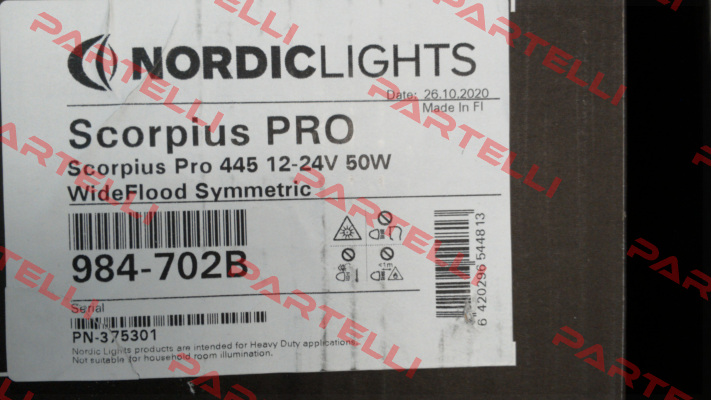 NORDICLIGHTS
Date: 26.10.2020
Made In FI
Scorpius PRO
Scorpius Pro 445 12-24V 50W
WideFlood Symmetric
984-702B
<1m
6 420296 544813
Serial
PN-375301
Nordic Lights products are intended for Heavy Duty applications.
Not suitable for household room illumination.
PARTELLI
PARTELLI
PARTELLI
PARTELLI
PARTELLI
PARTELLI
PARTELLI
PARTELLI